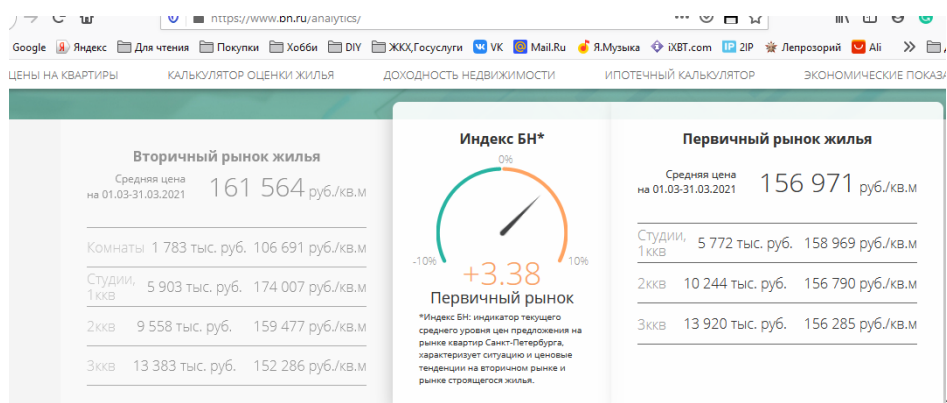 https://www.bn.ru/analytics/
Google Яндекс Для чтения Покупки Хобби DIY ЖКХ,Госуслуги VK Mail.Ru Я.Музыка iXBT.com 2IP Лепрозорий Ali
ЦЕНЫ НА КВАРТИРЫ КАЛЬКУЛЯТОР ОЦЕНКИ ЖИЛЬЯ ДОХОДНОСТЬ НЕДВИЖИМОСТИ ИПОТЕЧНЫЙ КАЛЬКУЛЯТОР ЭКОНОМИЧЕСКИЕ ПОКАЗА
Вторичный рынок жилья
Средняя цена
на 01.03-31.03.2021
161 564 руб./кв.м
Комнаты 1 783 тыс. руб. 106 691 руб./кв.м
Студии,
1ккв
5 903 тыс. руб. 174 007 руб./кв.м
2ккв 9 558 тыс. руб. 159 477 руб./кв.м
3ккв 13 383 тыс. руб. 152 286 руб./кв.м
Индекс БН*
0%
-10%
10%
+3.38
Первичный рынок
*Индекс БН: индикатор текущего
среднего уровня цен предложения на
рынке квартир Санкт-Петербурга,
характеризует ситуацию и ценовые
тенденции на вторичном рынке и
рынке строящегося жилья.
Первичный рынок жилья
Средняя цена
на 01.03-31.03.2021
156 971 руб./кв.м
Студии,
1ккв
5 772 тыс. руб. 158 969 руб./кв.м
2ккв 10 244 тыс. руб. 156 790 руб./кв.м
3ккв 13 920 тыс. руб. 156 285 руб./кв.м